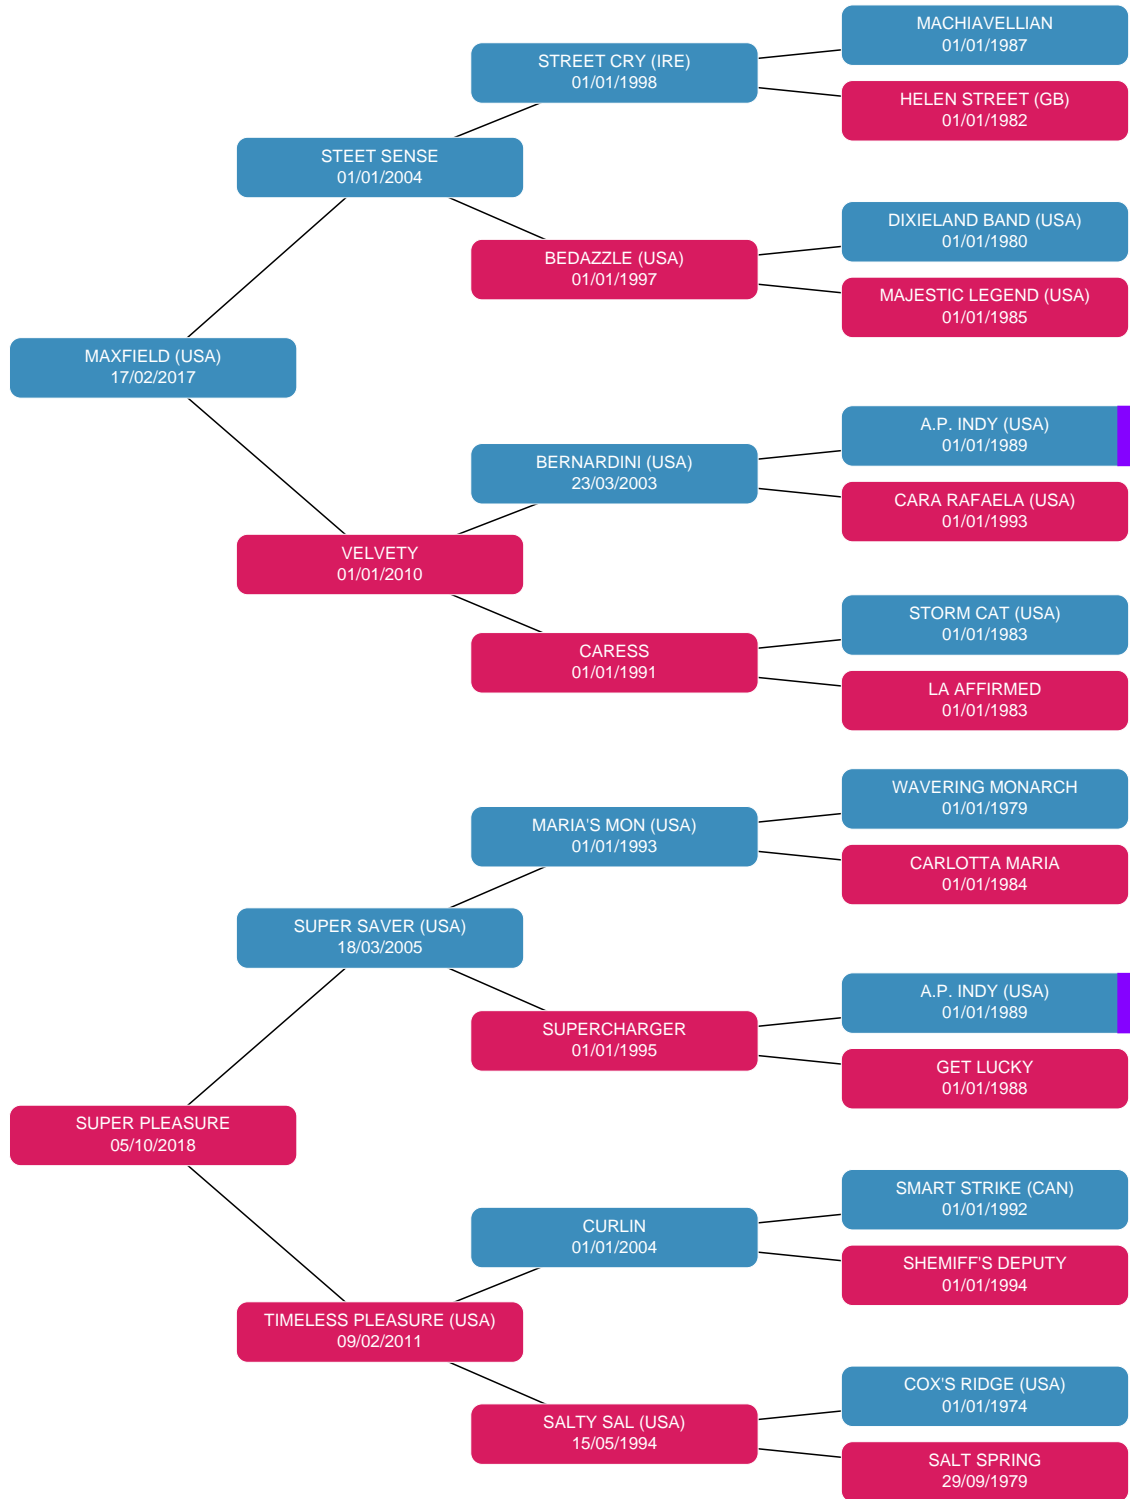 MACHIAVELLIAN
01/01/1987
STREET CRY (IRE)
01/01/1998
HELEN STREET (GB)
01/01/1982
STEET SENSE
01/01/2004
DIXIELAND BAND (USA)
01/01/1980
BEDAZZLE (USA)
01/01/1997
MAJESTIC LEGEND (USA)
01/01/1985
MAXFIELD (USA)
17/02/2017
A.P. INDY (USA)
01/01/1989
BERNARDINI (USA)
23/03/2003
CARA RAFAELA (USA)
01/01/1993
VELVETY
01/01/2010
STORM CAT (USA)
01/01/1983
CARESS
01/01/1991
LA AFFIRMED
01/01/1983
WAVERING MONARCH
01/01/1979
MARIA'S MON (USA)
01/01/1993
CARLOTTA MARIA
01/01/1984
SUPER SAVER (USA)
18/03/2005
A.P. INDY (USA)
01/01/1989
SUPERCHARGER
01/01/1995
GET LUCKY
01/01/1988
SUPER PLEASURE
05/10/2018
SMART STRIKE (CAN)
01/01/1992
CURLIN
01/01/2004
SHEMIFF'S DEPUTY
01/01/1994
TIMELESS PLEASURE (USA)
09/02/2011
COX'S RIDGE (USA)
01/01/1974
SALTY SAL (USA)
15/05/1994
SALT SPRING
29/09/1979